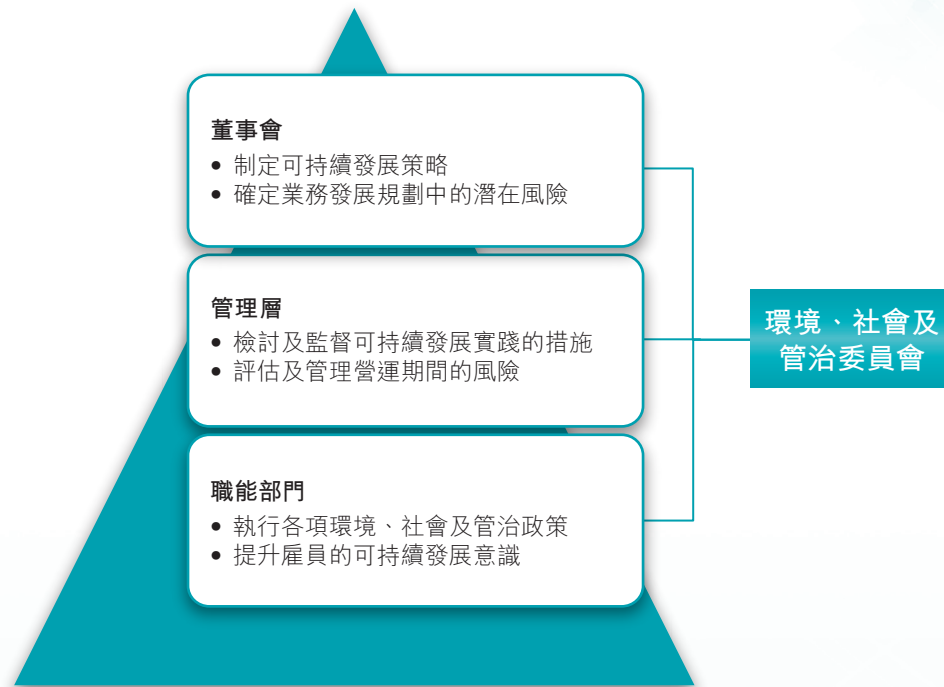 董事會
• 制定可持續發展策略
• 確定業務發展規劃中的潛在風險
管理層
• 檢討及監督可持續發展實踐的措施
• 評估及管理營運期間的風險
職能部門
• 執行各項環境、社會及管治政策
• 提升雇員的可持續發展意識
環境、社會及
管治委員會